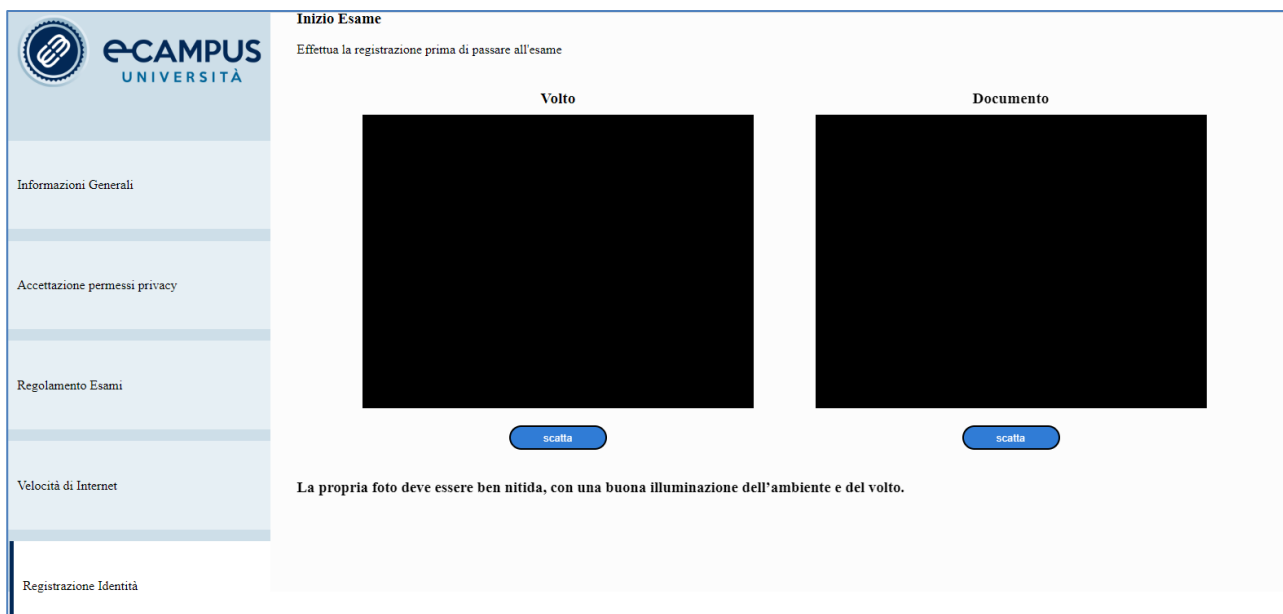 e-CAMPUS
UNIVERSITÀ
Informazioni Generali
Accettazione permessi privacy
Regolamento Esami
Velocità di Internet
Registrazione Identità
Inizio Esame
Effettua la registrazione prima di passare all'esame
Volto
Documento
scatta
scatta
La propria foto deve essere ben nitida, con una buona illuminazione dell’ambiente e del volto.